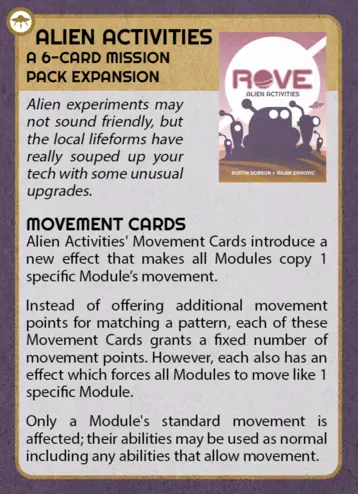 ALIEN ACTIVITIES
A 6-CARD MISSION
PACK EXPANSION
ROVE
ALIEN ACTIVITIES
DUSTIN DOBSON & MILAN ZIVKOVIC
Alien experiments may
not sound friendly, but
the local lifeforms have
really souped up your
tech with some unusual
upgrades.
MOVEMENT CARDS
Alien Activities' Movement Cards introduce a
new effect that makes all Modules copy 1
specific Module's movement.
Instead of offering additional movement
points for matching a pattern, each of these
Movement Cards grants a fixed number of
movement points. However, each also has an
effect which forces all Modules to move like 1
specific Module.
Only a Module's standard movement is
affected; their abilities may be used as normal
including any abilities that allow movement.